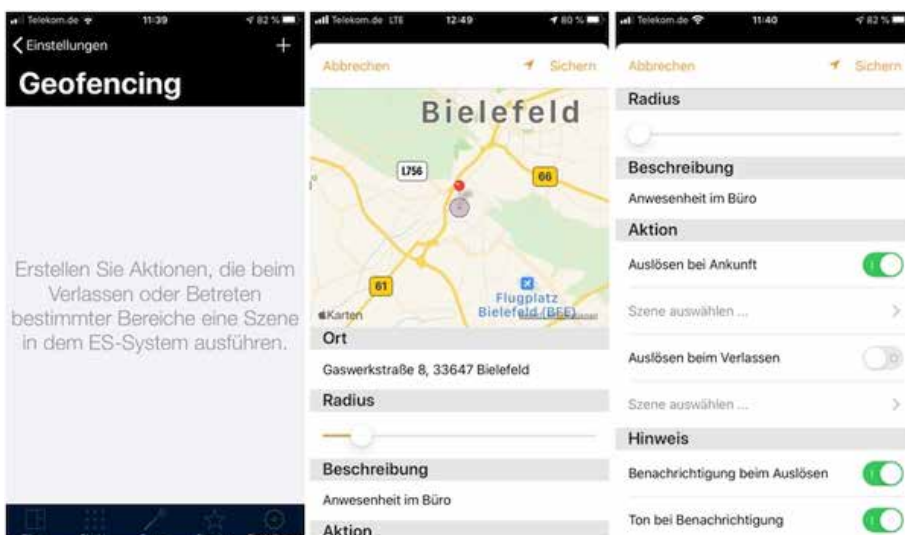 Telekom.de
11:39
82 %
Einstellungen
+
Geofencing
Erstellen Sie Aktionen, die beim
Verlassen oder Betreten
bestimmter Bereiche eine Szene
in dem ES-System ausführen.
Telekom.de LTE
12:49
80 %
Abbrechen
Sichern
Bielefeld
L756
66
61
Flugplatz
Bielefeld (BFE)
Karten
Ort
Gaswerkstraße 8, 33647 Bielefeld
Radius
Beschreibung
Anwesenheit im Büro
Aktion
Telekom.de
11:40
82 %
Abbrechen
Sichern
Radius
Beschreibung
Anwesenheit im Büro
Aktion
Auslösen bei Ankunft
Szene auswählen ...
Auslösen beim Verlassen
Szene auswählen ...
Hinweis
Benachrichtigung beim Auslösen
Ton bei Benachrichtigung